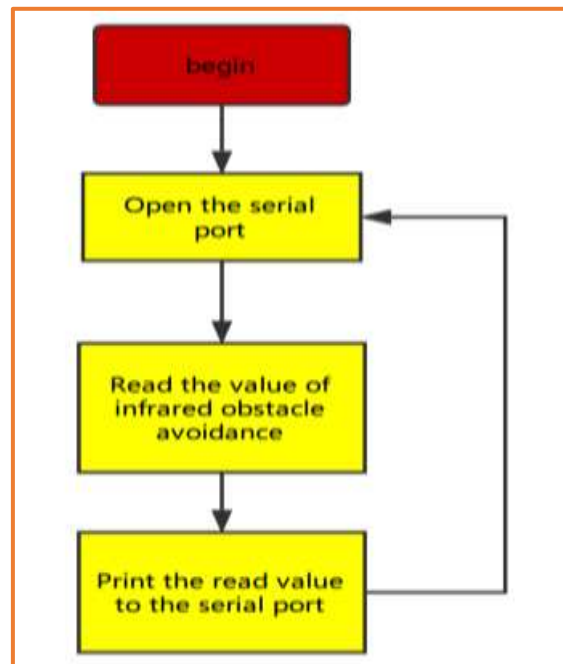 begin
Open the serial
port
Read the value of
infrared obstacle
avoidance
Print the read value
to the serial port